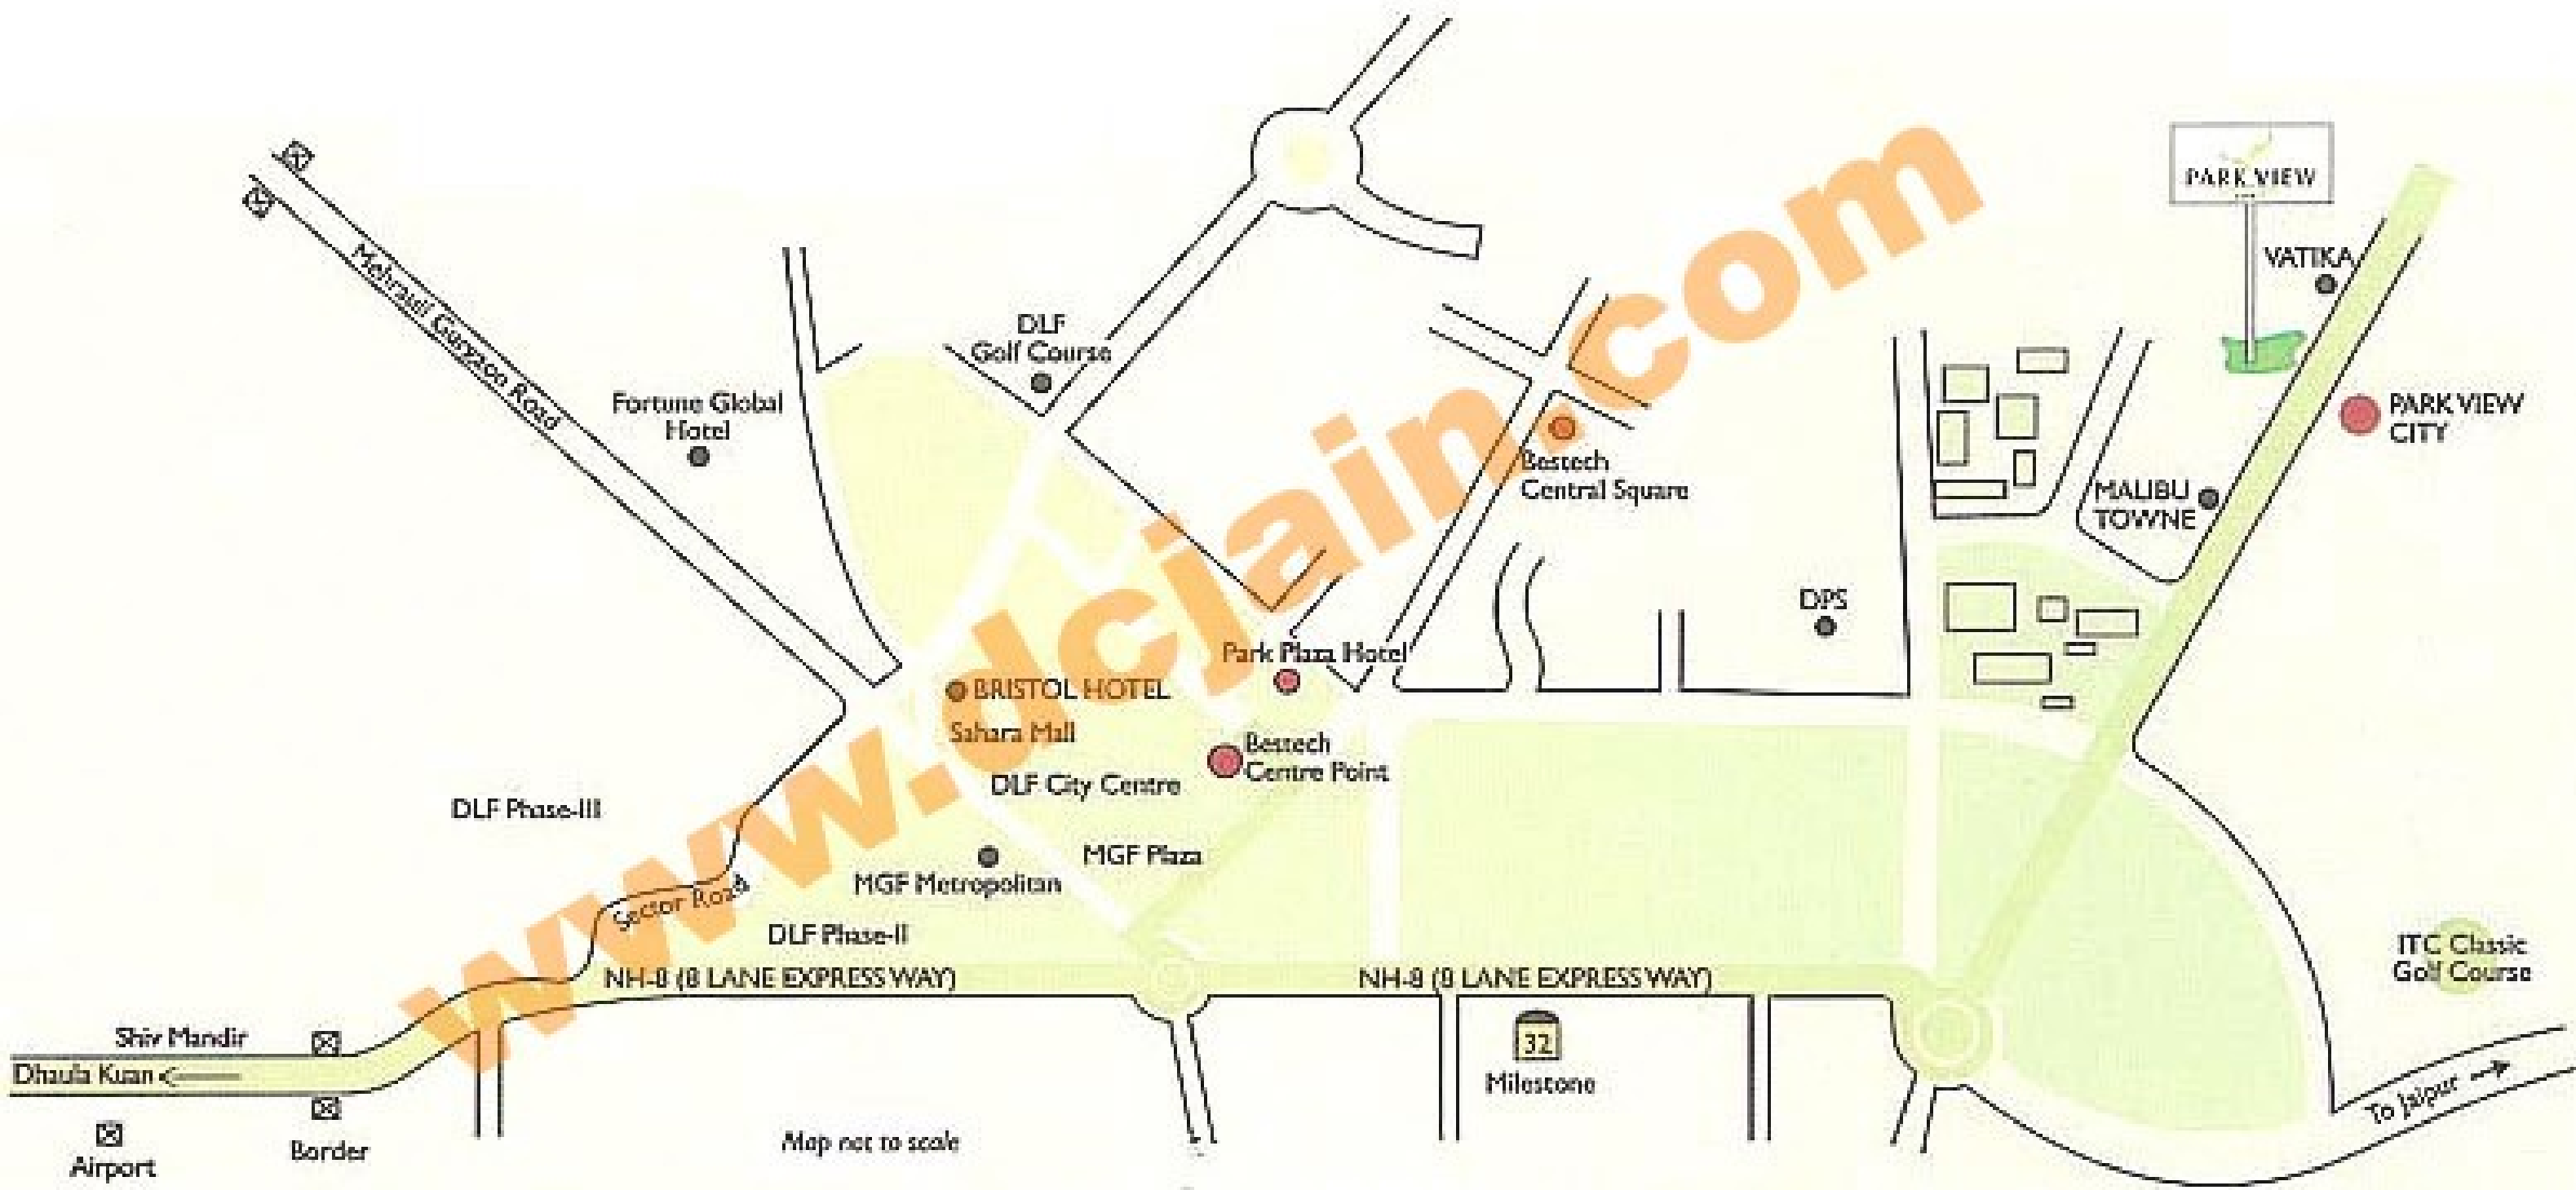 PARK VIEW
VATIKA
Mehrauli Gurgaon Road
DLF
Golf Course
Fortune Global
Hotel
PARK VIEW
CITY
Bestech
Central Square
MALIBU
TOWNE
DPS
Park Plaza Hotel
BRISTOL HOTEL
Sahara Mall
Bestech
Centre Point
DLF City Centre
DLF Phase-III
MGF Plaza
MGF Metropolitan
Sector Road
DLF Phase-II
ITC Classic
Golf Course
NH-8 (8 LANE EXPRESS WAY)
NH-8 (8 LANE EXPRESS WAY)
Shiv Mandir
32
Milestone
Dhaula Kuan
To Jaipur
Map not to scale
Border
Airport
www.dcjain.com